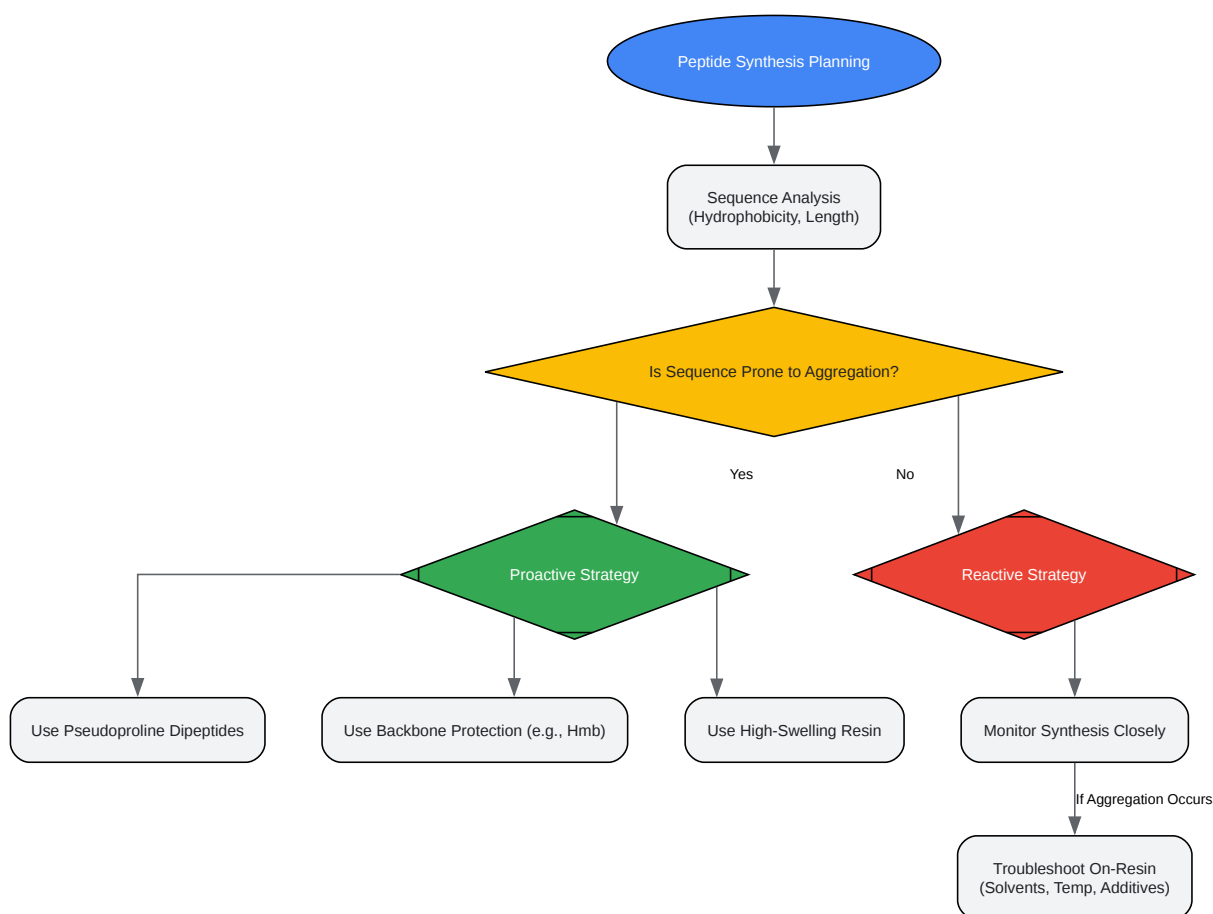 Peptide Synthesis Planning
Sequence Analysis
(Hydrophobicity, Length)
Is Sequence Prone to Aggregation?
Yes
No
Proactive Strategy
Reactive Strategy
Use Pseudoproline Dipeptides
Use Backbone Protection (e.g., Hmb)
Use High-Swelling Resin
Monitor Synthesis Closely
If Aggregation Occurs
Troubleshoot On-Resin
(Solvents, Temp, Additives)